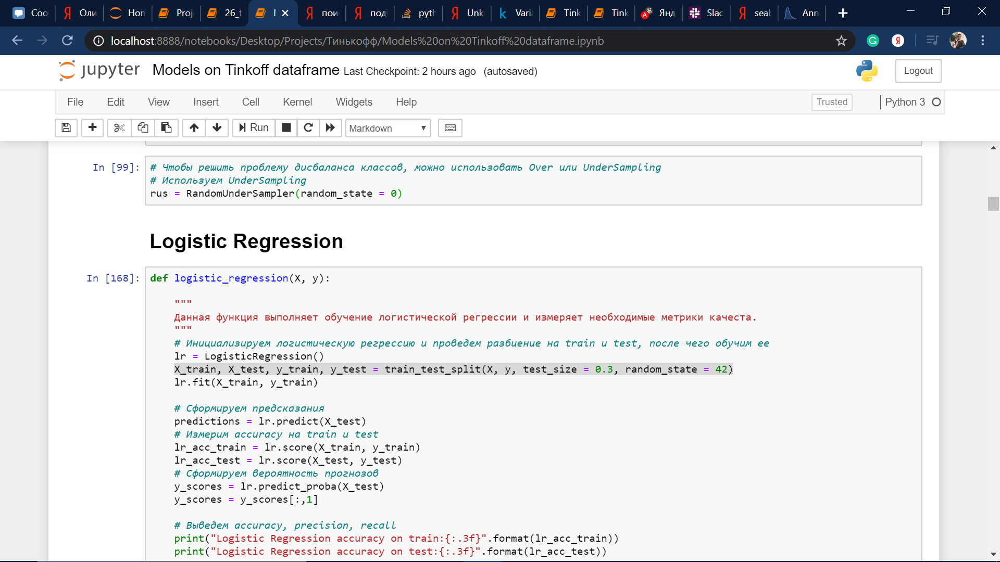 Coo Оли Hon Proj 26_t поис под pyth Unk Varia Tink Tink Янд Slac seab Ann
localhost:8888/notebooks/Desktop/Projects/Тинькофф/Models%20on%20Tinkoff%20dataframe.ipynb
jupyter Models on Tinkoff dataframe Last Checkpoint: 2 hours ago (autosaved) Logout
File Edit View Insert Cell Kernel Widgets Help Trusted Python 3
Run Markdown
In [99]: # Чтобы решить проблему дисбаланса классов, можно использовать Over или UnderSampling
# Используем UnderSampling
rus = RandomUnderSampler(random_state = 0)
Logistic Regression
In [168]: def logistic_regression(X, y):
"""
Данная функция выполняет обучение логистической регрессии и измеряет необходимые метрики качеста.
"""
# Инициализируем логистическую регрессию и проведем разбиение на train и test, после чего обучим ее
lr = LogisticRegression()
X_train, X_test, y_train, y_test = train_test_split(X, y, test_size = 0.3, random_state = 42)
lr.fit(X_train, y_train)
# Сформируем предсказания
predictions = lr.predict(X_test)
# Измерим accuracy на train и test
lr_acc_train = lr.score(X_train, y_train)
lr_acc_test = lr.score(X_test, y_test)
# Сформируем вероятность прогнозов
y_scores = lr.predict_proba(X_test)
y_scores = y_scores[:,1]
# Выведем accuracy, precision, recall
print("Logistic Regression accuracy on train:{:.3f}".format(lr_acc_train))
print("Logistic Regression accuracy on test:{:.3f}".format(lr_acc_test))